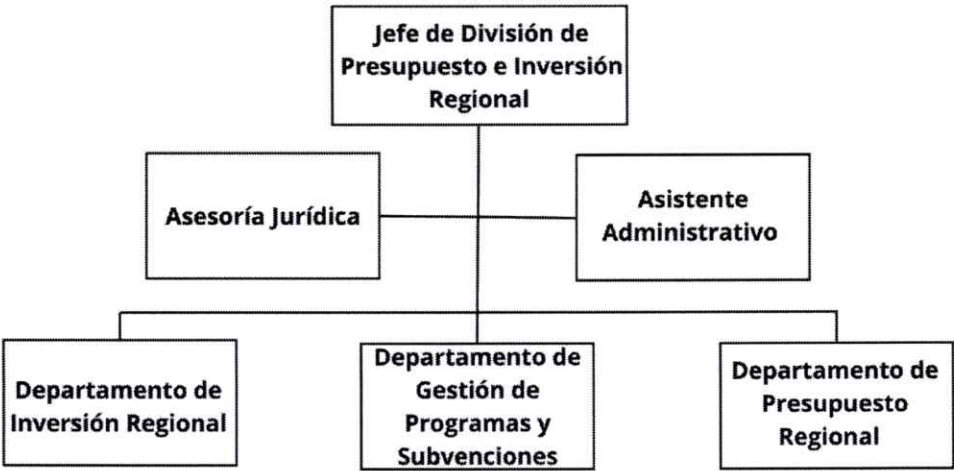 Jefe de División de
Presupuesto e Inversión
Regional
Asesoría Jurídica
Asistente
Administrativo
Departamento de
Inversión Regional
Departamento de
Gestión de
Programas y
Subvenciones
Departamento de
Presupuesto
Regional